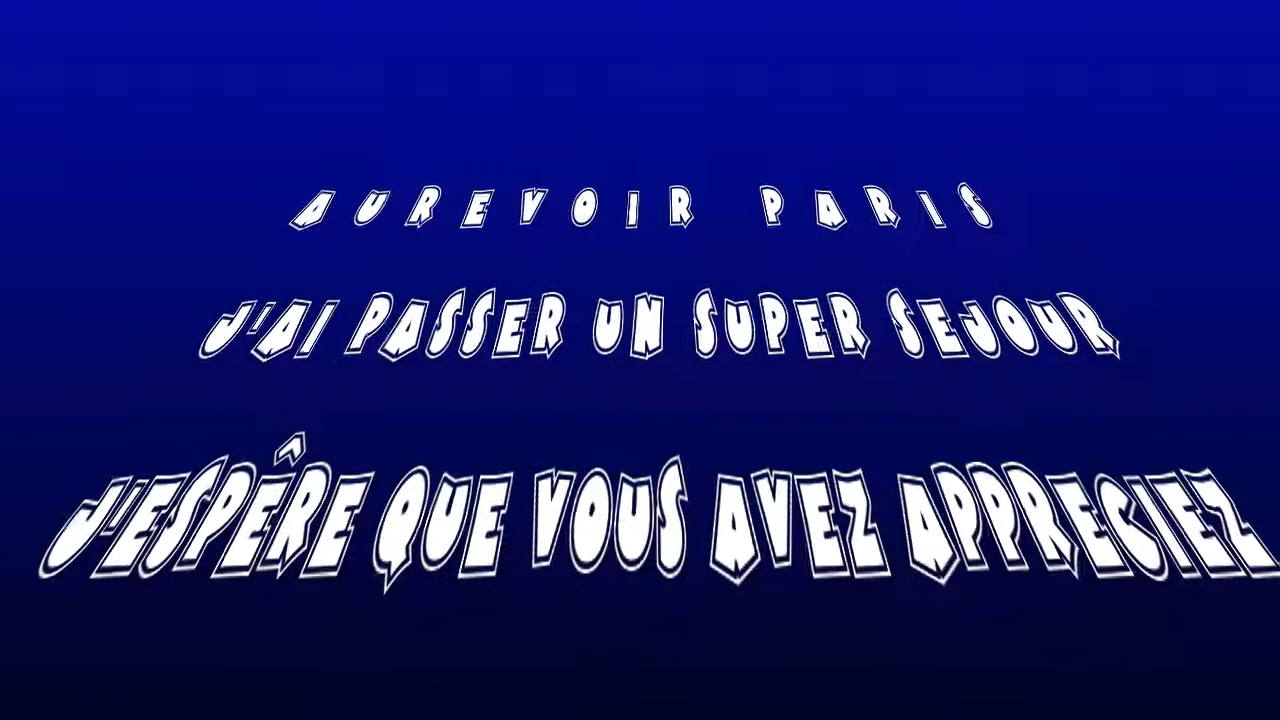 AUREVOIR PARIS
J'AI PASSER UN SUPER SEJOUR
J'ESPÊRE QUE VOUS AVEZ APPRECIEZ